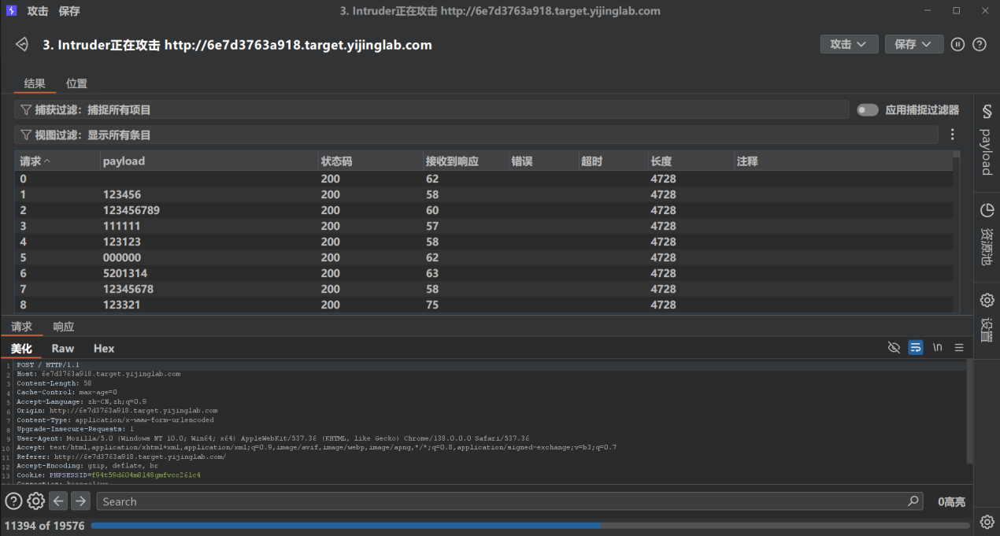 攻击 保存 3. Intruder正在攻击 http://6e7d3763a918.target.yijinglab.com
3. Intruder正在攻击 http://6e7d3763a918.target.yijinglab.com 攻击 保存
结果 位置
捕获过滤：捕捉所有项目 应用捕捉过滤器
视图过滤：显示所有条目
请求 payload 状态码 接收到响应 错误 超时 长度 注释
0 200 62 4728
1 123456 200 58 4728
2 123456789 200 60 4728
3 111111 200 57 4728
4 123123 200 58 4728
5 000000 200 62 4728
6 5201314 200 63 4728
7 12345678 200 58 4728
8 123321 200 75 4728
payload
资源池
设置
请求 响应
美化 Raw Hex \n
1 POST / HTTP/1.1
2 Host: 6e7d3763a918.target.yijinglab.com
3 Content-Length: 58
4 Cache-Control: max-age=0
5 Accept-Language: zh-CN,zh;q=0.9
6 Origin: http://6e7d3763a918.target.yijinglab.com
7 Content-Type: application/x-www-form-urlencoded
8 Upgrade-Insecure-Requests: 1
9 User-Agent: Mozilla/5.0 (Windows NT 10.0; Win64; x64) AppleWebKit/537.36 (KHTML, like Gecko) Chrome/138.0.0.0 Safari/537.36
10 Accept: text/html,application/xhtml+xml,application/xml;q=0.9,image/avif,image/webp,image/apng,*/*;q=0.8,application/signed-exchange;v=b3;q=0.7
11 Referer: http://6e7d3763a918.target.yijinglab.com/
12 Accept-Encoding: gzip, deflate, br
13 Cookie: PHPSESSID=f94t59d604m8148gmfvcc261c4
Search 0高亮
11394 of 19576